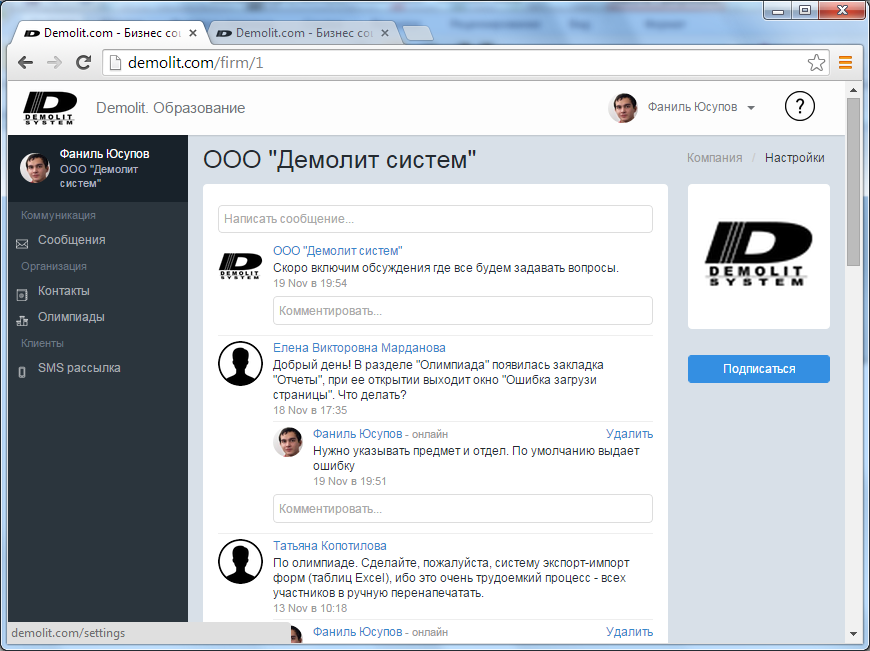 Demolit.com - Бизнес со
Demolit.com - Бизнес со
demolit.com/firm/1
DEMOLIT
SYSTEM
Demolit. Образование
Фаниль Юсупов
?
Фаниль Юсупов
ООО "Демолит
систем"
Коммуникация
Сообщения
Организация
Контакты
Олимпиады
Клиенты
SMS рассылка
ООО "Демолит систем"
Компания / Настройки
Написать сообщение...
DEMOLIT
SYSTEM
ООО "Демолит систем"
Скоро включим обсуждения где все будем задавать вопросы.
19 Nov в 19:54
Комментировать...
Елена Викторовна Марданова
Добрый день! В разделе "Олимпиада" появилась закладка
"Отчеты", при ее открытии выходит окно "Ошибка загрузи
страницы". Что делать?
18 Nov в 17:35
Фаниль Юсупов - онлайн
Удалить
Нужно указывать предмет и отдел. По умолчанию выдает
ошибку
19 Nov в 19:51
Комментировать...
Татьяна Копотилова
По олимпиаде. Сделайте, пожалуйста, систему экспорт-импорт
форм (таблиц Excel), ибо это очень трудоемкий процесс - всех
участников в ручную перенапечатать.
13 Nov в 10:18
Фаниль Юсупов - онлайн
Удалить
DEMOLIT
SYSTEM
Подписаться
demolit.com/settings